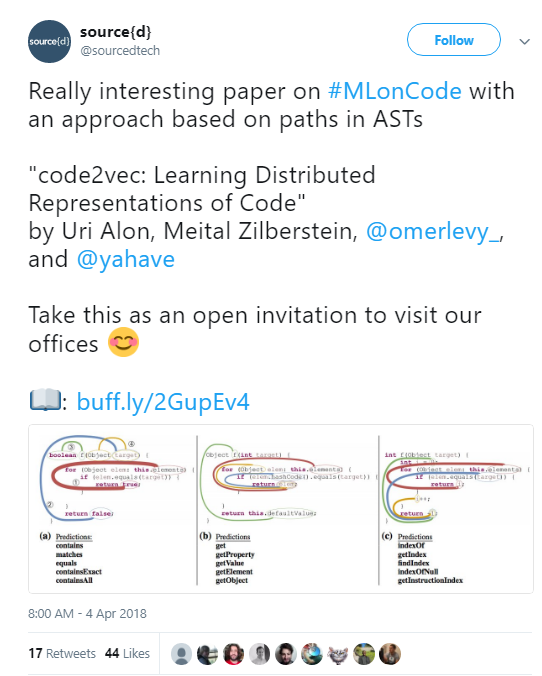 source{d}
source{d}
@sourcedtech
Follow
Really interesting paper on #MLonCode with
an approach based on paths in ASTs
"code2vec: Learning Distributed
Representations of Code"
by Uri Alon, Meital Zilberstein, @omerlevy_,
and @yahave
Take this as an open invitation to visit our
offices
: buff.ly/2GupEv4
boolean f(Object target) {
for (Object elem: this.elements) {
if (elem.equals(target)) {
return true;
}
}
return false;
}
(a) Predictions:
contains
matches
equals
containsExact
containsAll
Object f(int target) {
for (Object elem: this.elements) {
if (elem.hashCode().equals(target)) {
return elem;
}
}
return this.defaultValue;
}
(b) Predictions
get
getProperty
getValue
getElement
getObject
int f(Object target) {
int i
for (Object elem: this.elements) {
if (elem.equals(target)) {
return i;
}
i++;
}
return -1;
}
(c) Predictions
indexOf
getIndex
findIndex
indexOfNull
getInstructionIndex
8:00 AM - 4 Apr 2018
17 Retweets 44 Likes